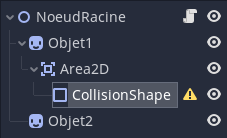 NoeudRacine
Objet1
Area2D
CollisionShape
Objet2